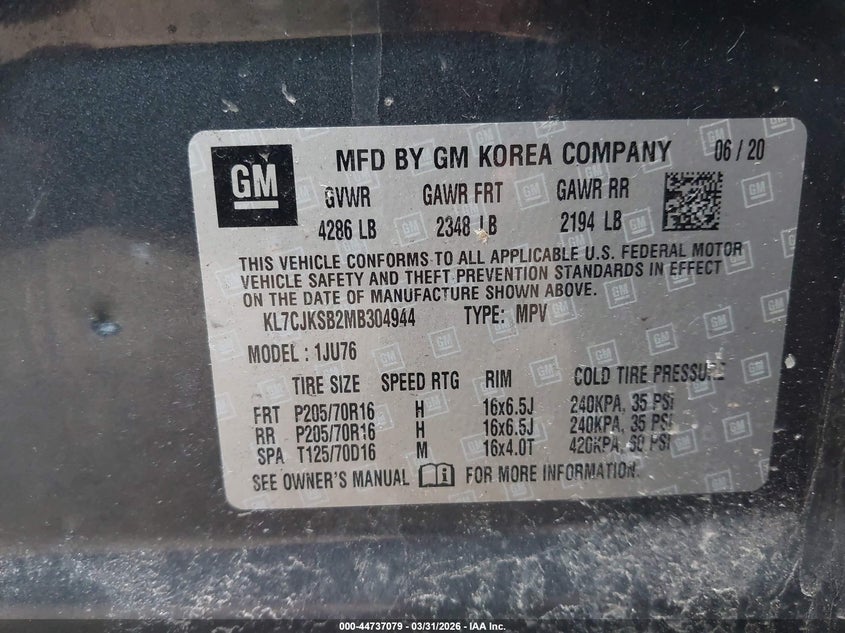 GM
MFD BY GM KOREA COMPANY 06 / 20
GVWR GAWR FRT GAWR RR
4286 LB 2348 LB 2194 LB
THIS VEHICLE CONFORMS TO ALL APPLICABLE U.S. FEDERAL MOTOR
VEHICLE SAFETY AND THEFT PREVENTION STANDARDS IN EFFECT
ON THE DATE OF MANUFACTURE SHOWN ABOVE.
KL7CJKSB2MB304944 TYPE: MPV
MODEL : 1JU76
TIRE SIZE SPEED RTG RIM COLD TIRE PRESSURE
FRT P205/70R16 H 16x6.5J 240KPA, 35 PSI
RR P205/70R16 H 16x6.5J 240KPA, 35 PSI
SPA T125/70D16 M 16x4.0T 420KPA, 60 PSI
SEE OWNER'S MANUAL FOR MORE INFORMATION.
000-44737079 — 03/31/2026 — IAA Inc.